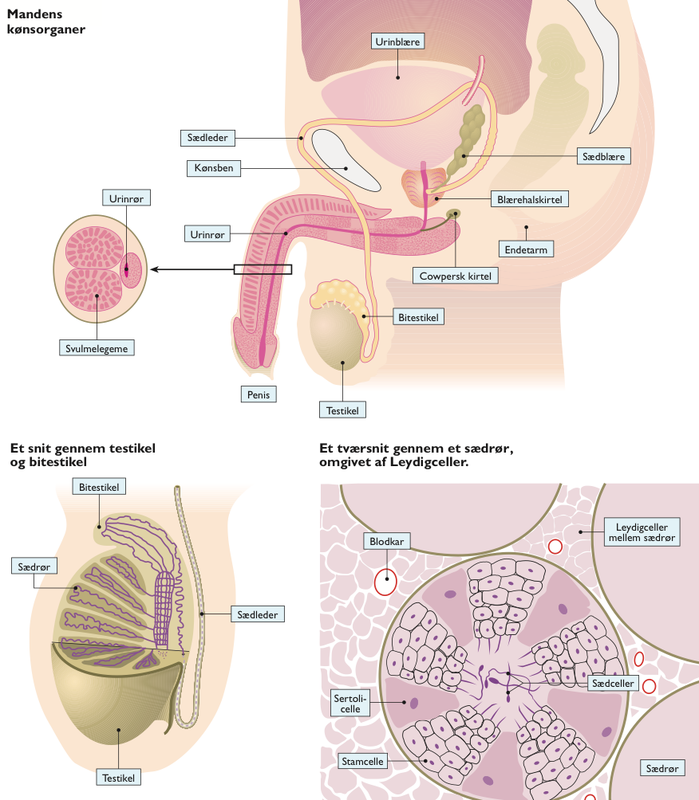 Mandens
kønsorganer
Urinblære
Sædleder
Kønsben
Sædblære
Urinrør
Blærehalskirtel
Urinrør
Endetarm
Cowpersk kirtel
Bitestikel
Svulmelegeme
Penis
Testikel
Et snit gennem testikel
og bitestikel
Bitestikel
Sædrør
Sædleder
Testikel
Et tværsnit gennem et sædrør,
omgivet af Leydigceller.
Leydigceller
mellem sædrør
Blodkar
Sædceller
Sertoli-
celle
Stamcelle
Sædrør